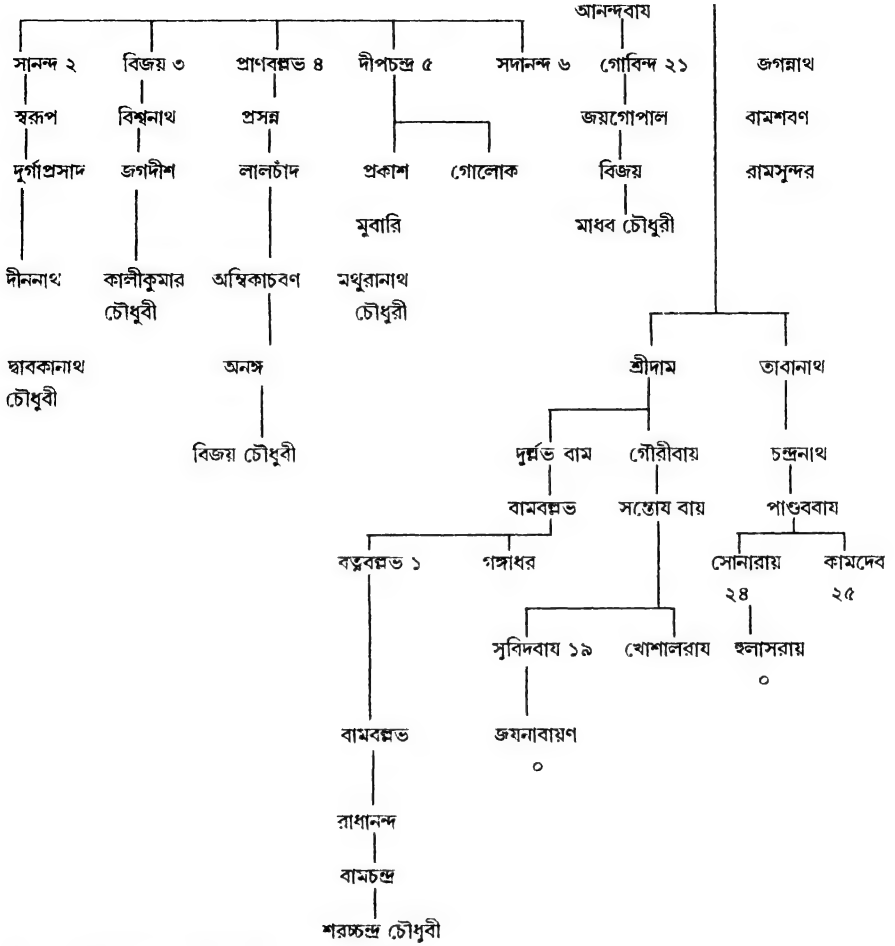 আনন্দবায
সানন্দ ২ বিজয় ৩ প্রাণবল্লভ ৪ দীপচন্দ্র ৫ সদানন্দ ৬ গোবিন্দ ২১ জগন্নাথ
স্বরূপ বিশ্বনাথ প্রসন্ন জয়গোপাল বামশবণ
দুর্গাপ্রসাদ জগদীশ লালচাঁদ প্রকাশ গোলোক বিজয় রামসুন্দর
মুবারি মাধব চৌধুরী
দীননাথ কালীকুমার অম্বিকাচবণ মথুরানাথ
চৌধুবী চৌধুরী
দ্বাবকানাথ অনঙ্গ শ্রীদাম তাবানাথ
চৌধুবী
বিজয় চৌধুবী দুর্ল্লভ বাম গৌরীবায় চন্দ্রনাথ
বামবল্লভ সন্তোয বায় পাণ্ডববায
বত্নবল্লভ ১ গঙ্গাধর সোনারায় কামদেব
২৪ ২৫
সুবিদবায ১৯ খোশালরায হুলাসরায়
০
বামবল্লভ জযনাবায়ণ
০
রাধানন্দ
বামচন্দ্র
শরচ্চন্দ্র চৌধুবী